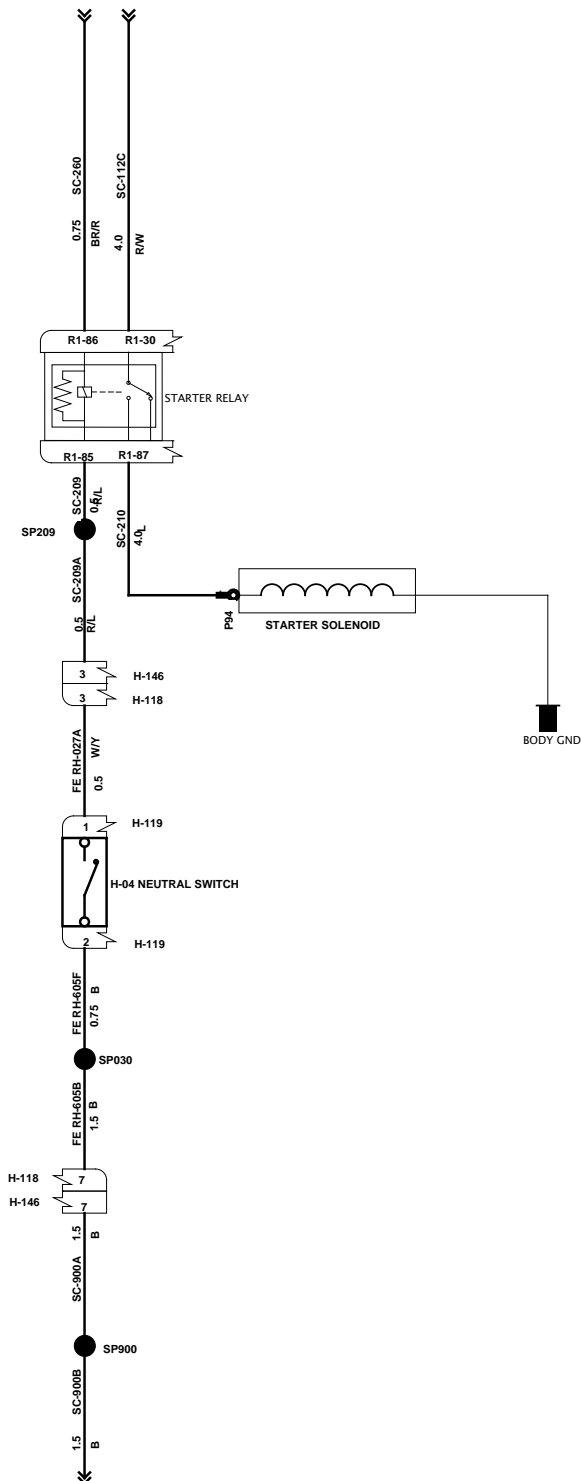 SC-260
0.75
BR/R
SC-112C
4.0
R/W
R1-86
R1-30
STARTER RELAY
R1-85
R1-87
SC-209
0.5
R/L
SC-210
4.0
L
SP209
SC-209A
0.5
R/L
P94
STARTER SOLENOID
BODY GND
3
H-146
3
H-118
FE RH-027A
W/Y
0.5
1
H-119
H-04 NEUTRAL SWITCH
2
H-119
FE RH-605F
B
0.75
SP030
FE RH-605B
B
1.5
H-118
7
H-146
7
1.5
B
SC-900A
SP900
SC-900B
1.5
B